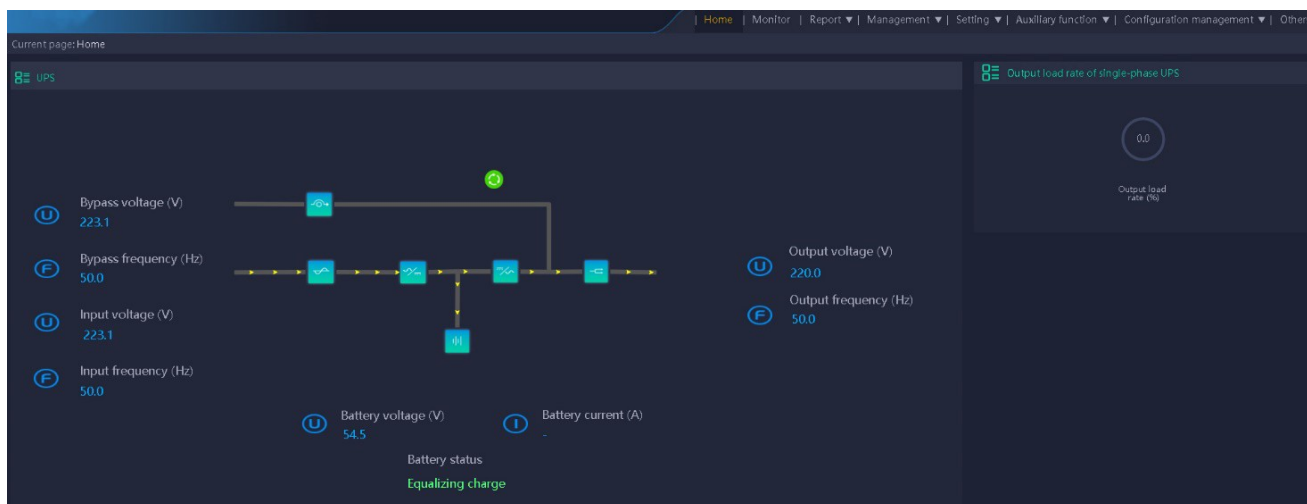 | Home | Monitor | Report ▼ | Management ▼ | Setting ▼ | Auxiliary function ▼ | Configuration management ▼ | Other
Current page: Home
UPS
Output load rate of single-phase UPS
0.0
Output load
rate (%)
Bypass voltage (V)
223.1
Bypass frequency (Hz)
50.0
Input voltage (V)
223.1
Input frequency (Hz)
50.0
Output voltage (V)
220.0
Output frequency (Hz)
50.0
Battery voltage (V)
54.5
Battery current (A)
-
Battery status
Equalizing charge